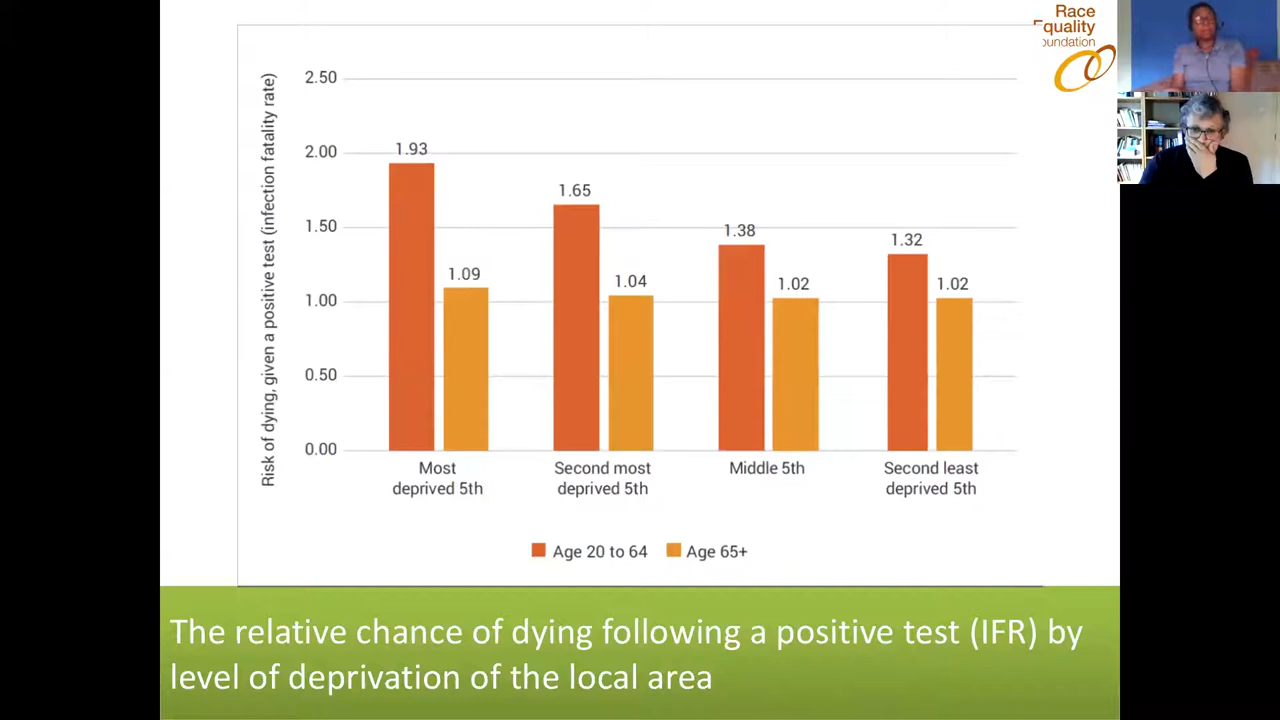 Race
Equality
Foundation
Risk of dying, given a positive test (infection fatality rate)
2.50
2.00
1.50
1.00
0.50
0.00
1.93
1.09
1.65
1.04
1.38
1.02
1.32
1.02
Most
deprived 5th
Second most
deprived 5th
Middle 5th
Second least
deprived 5th
Age 20 to 64
Age 65+
The relative chance of dying following a positive test (IFR) by
level of deprivation of the local area